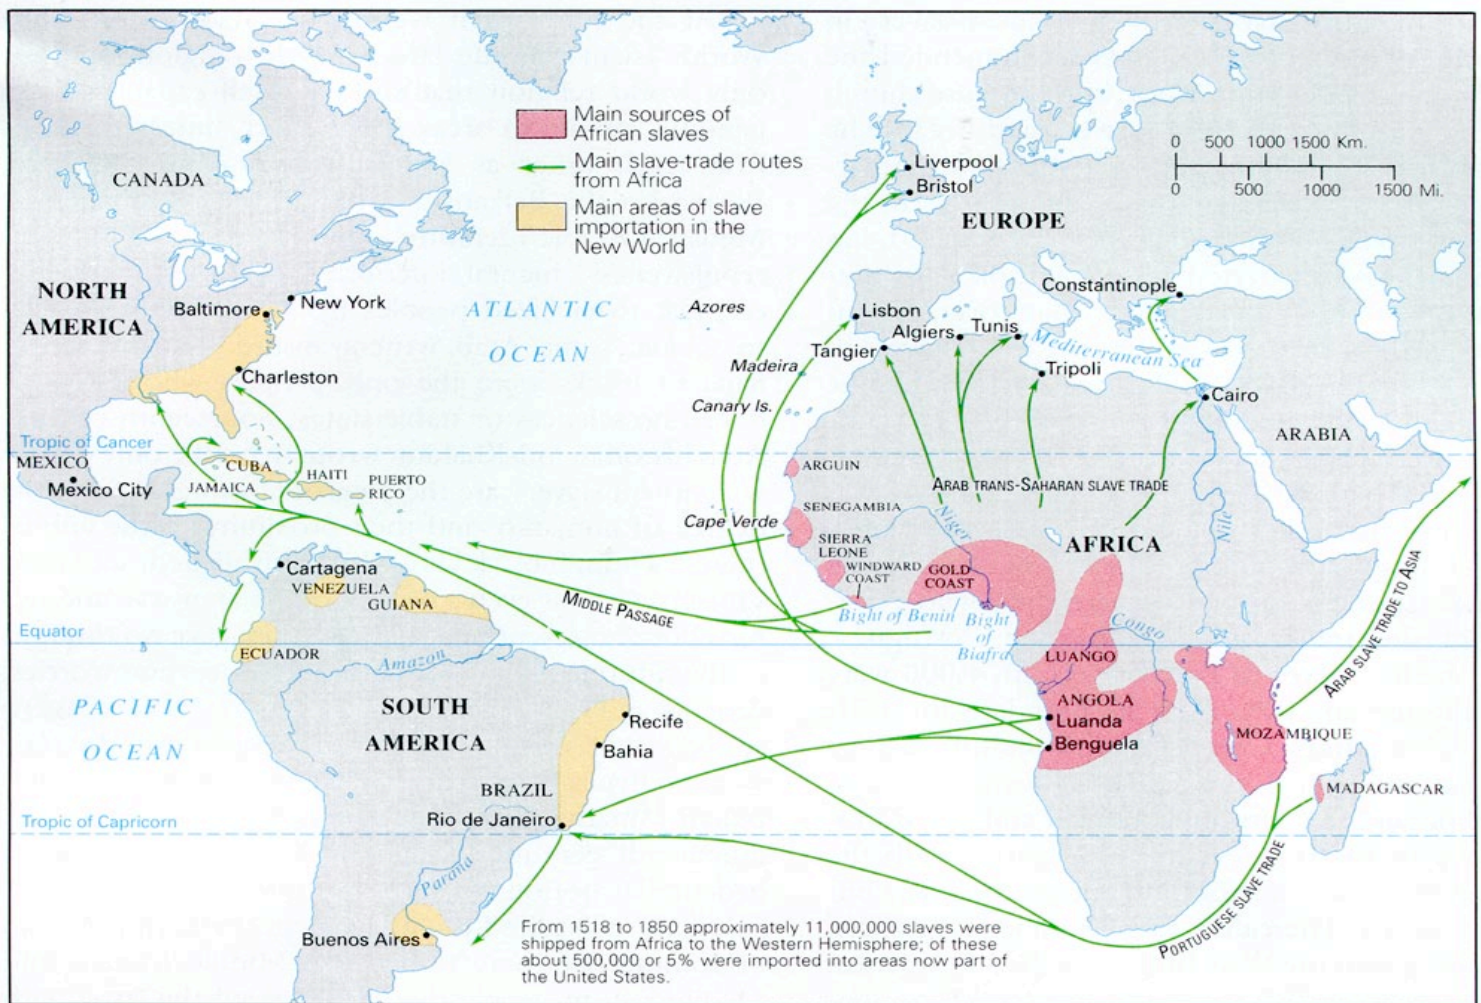 Main sources of
African slaves
Main slave-trade routes
from Africa
Main areas of slave
importation in the
New World
0 500 1000 1500 Km.
0 500 1000 1500 Mi.
CANADA
NORTH
AMERICA
Baltimore
New York
Charleston
ATLANTIC
OCEAN
Azores
Madeira
Canary Is.
Cape Verde
Liverpool
Bristol
EUROPE
Constantinople
Lisbon
Algiers
Tunis
Tangier
Mediterranean Sea
Tripoli
Cairo
ARABIA
Tropic of Cancer
MEXICO
Mexico City
CUBA
JAMAICA
HAITI
PUERTO
RICO
ARGUIN
ARAB TRANS-SAHARAN SLAVE TRADE
SENEGAMBIA
Niger
Nile
SIERRA
LEONE
WINDWARD
COAST
GOLD
COAST
AFRICA
Cartagena
VENEZUELA
GUIANA
MIDDLE PASSAGE
Bight of Benin
Bight
of
Biafra
Congo
ARAB SLAVE TRADE TO ASIA
Equator
ECUADOR
Amazon
LUANGO
PACIFIC
OCEAN
SOUTH
AMERICA
Recife
Bahia
ANGOLA
Luanda
Benguela
MOZAMBIQUE
MADAGASCAR
BRAZIL
Rio de Janeiro
Tropic of Capricorn
Paraná
Buenos Aires
PORTUGUESE SLAVE TRADE
From 1518 to 1850 approximately 11,000,000 slaves were
shipped from Africa to the Western Hemisphere; of these
about 500,000 or 5% were imported into areas now part of
the United States.